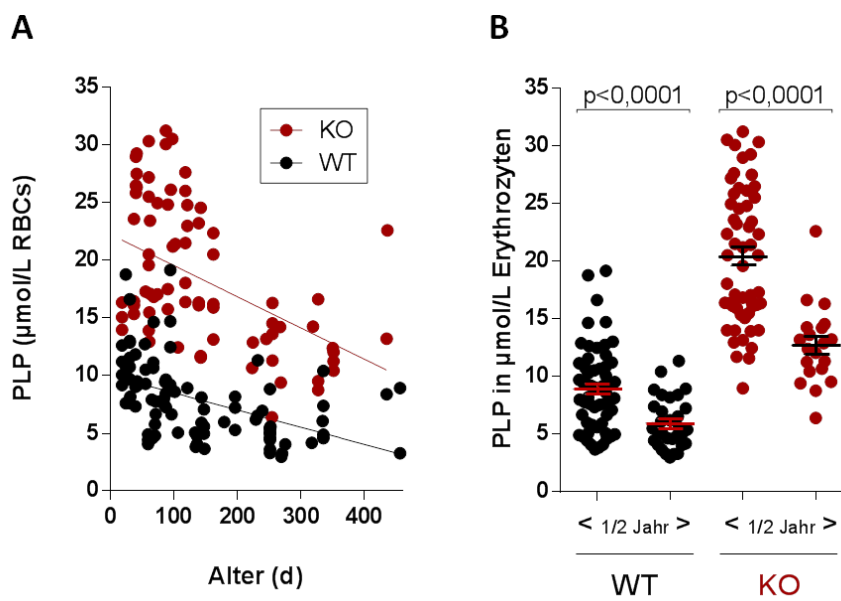 A
PLP (µmol/L RBCs)
35
30
25
20
15
10
5
0
KO
WT
0 100 200 300 400
Alter (d)
B
PLP in µmol/L Erythrozyten
35
30
25
20
15
10
5
0
p<0,0001 p<0,0001
< 1/2 Jahr > < 1/2 Jahr >
WT KO